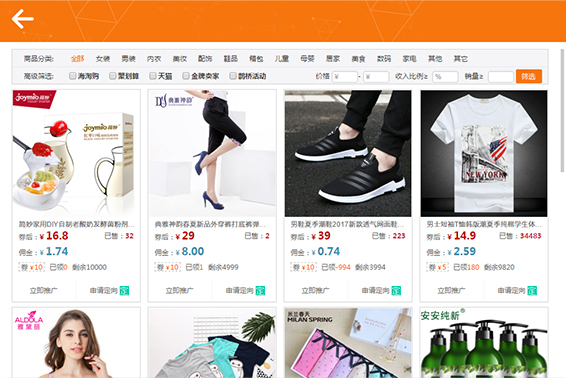 商品分类: 全部 女装 男装 内衣 美妆 配饰 鞋品 箱包 儿童 母婴 居家 美食 数码 家电 其他 其它
高级筛选: 海淘购 聚划算 天猫 金牌卖家 鹊桥活动 价格 ¥ - ¥ 收入比例≥ % 销量≥ 筛选
joymio
joymio
简妙家用DIY自制老酸奶发酵菌粉剂...
券后:¥ 16.8 已售:32
佣金:¥ 1.74
券 ¥10 已领0 剩余10000
立即推广 申请定向
典雅神韵
典雅神韵春夏新品外穿裤打底裤弹...
券后:¥ 29 已售:2
佣金:¥ 8.00
券 ¥10 已领1 剩余4999
立即推广 申请定向
男鞋夏季潮鞋2017新款透气网面鞋...
券后:¥ 39 已售:223
佣金:¥ 0.74
券 ¥10 已领-994 剩余3994
立即推广 申请定向
NEW YORK
男士短袖T恤韩版潮夏季纯棉学生体...
券后:¥ 14.9 已售:34483
佣金:¥ 2.59
券 ¥5 已领180 剩余9820
立即推广 申请定向
ALDOLA
雅黛丽
米兰春天
MILAN SPRING
安安纯新®